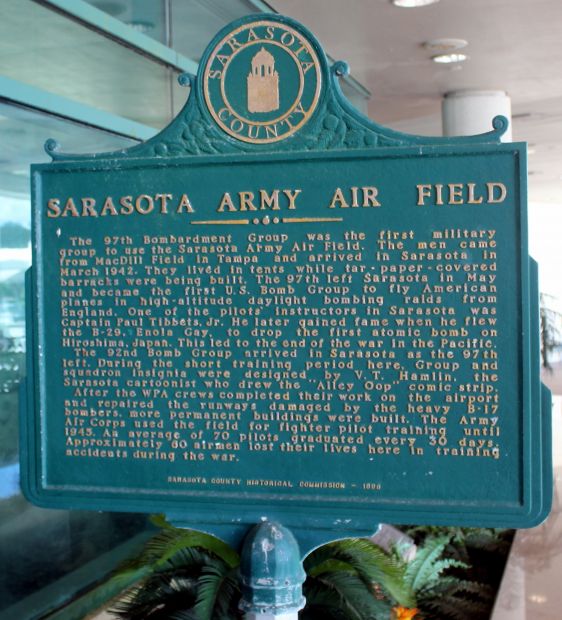 SARASOTA
COUNTY
SARASOTA ARMY AIR FIELD
The 97th Bombardment Group was the first military
group to use the Sarasota Army Air Field. The men came
from MacDill Field in Tampa and arrived in Sarasota in
March 1942. They lived in tents while tar-paper-covered
barracks were being built. The 97th left Sarasota in May
and became the first U.S. Bomb Group to fly American
planes in high-altitude daylight bombing raids from
England. One of the pilots' instructors in Sarasota was
Captain Paul Tibbets, Jr. He later gained fame when he flew
the B-29, Enola Gay, to drop the first atomic bomb on
Hiroshima, Japan. This led to the end of the war in the Pacific.
The 92nd Bomb Group arrived in Sarasota as the 97th
left. During the short training period here, Group and
squadron insignia were designed by V.T. Hamlin, the
Sarasota cartoonist who drew the "Alley Oop" comic strip.
After the WPA crews completed their work on the airport
and repaired the runways damaged by the heavy B-17
bombers, more permanent buildings were built. The Army
Air Corps used the field for fighter pilot training until
1945. An average of 70 pilots graduated every 30 days.
Approximately 60 airmen lost their lives here in training
accidents during the war.
SARASOTA COUNTY HISTORICAL COMMISSION -